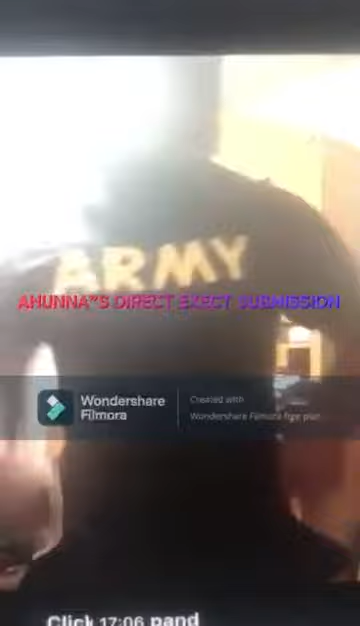 ARMY
AHUNNA"S DIRECT EXECT SUBMISSION
Wondershare
Filmora
Created with
Wondershare Filmora free plan
Click 17:06 pand